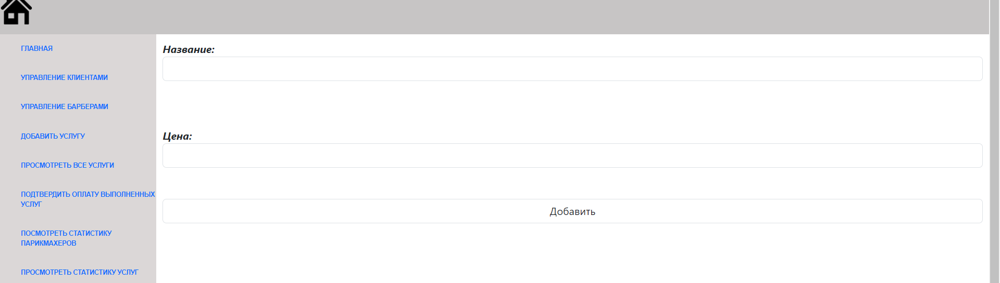 ГЛАВНАЯ
УПРАВЛЕНИЕ КЛИЕНТАМИ
УПРАВЛЕНИЕ БАРБЕРАМИ
ДОБАВИТЬ УСЛУГУ
ПРОСМОТРЕТЬ ВСЕ УСЛУГИ
ПОДТВЕРДИТЬ ОПЛАТУ ВЫПОЛНЕННЫХ
УСЛУГ
ПОСМОТРЕТЬ СТАТИСТИКУ
ПАРИКМАХЕРОВ
ПРОСМОТРЕТЬ СТАТИСТИКУ УСЛУГ
Название:
Цена:
Добавить